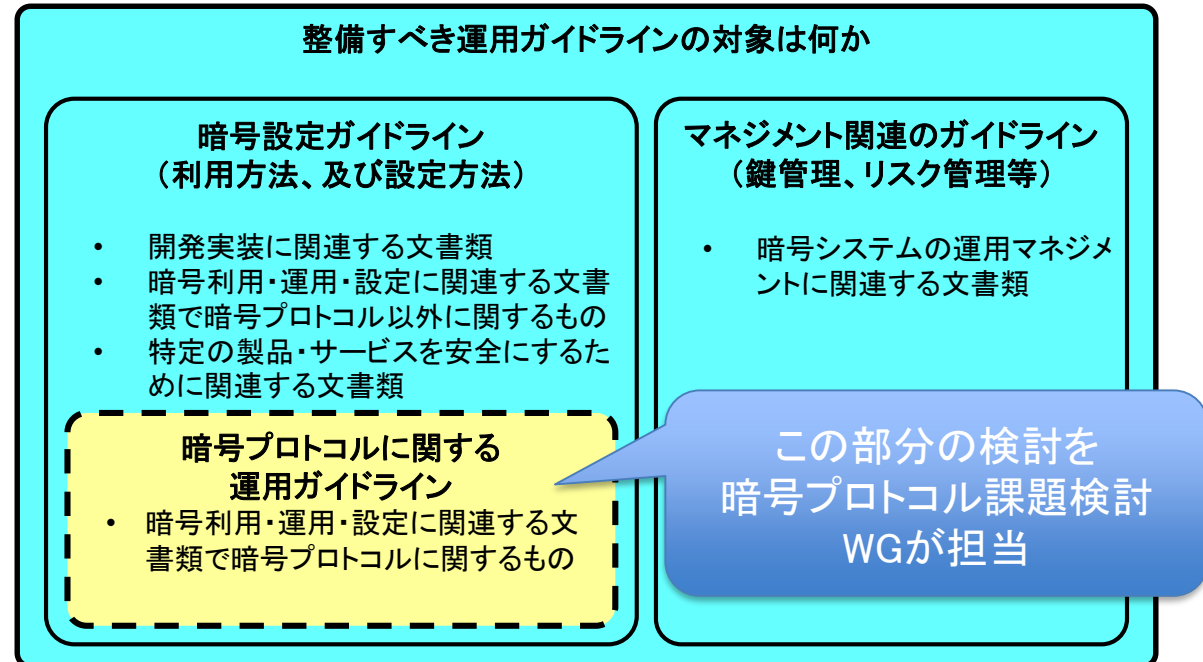 整備すべき運用ガイドラインの対象は何か
暗号設定ガイドライン
（利用方法、及び設定方法）
• 開発実装に関連する文書類
• 暗号利用・運用・設定に関連する文書
類で暗号プロトコル以外に関するもの
• 特定の製品・サービスを安全にするた
めに関連する文書類
暗号プロトコルに関する
運用ガイドライン
• 暗号利用・運用・設定に関連する文
書類で暗号プロトコルに関するもの
マネジメント関連のガイドライン
（鍵管理、リスク管理等）
• 暗号システムの運用マネジメ
ントに関連する文書類
この部分の検討を
暗号プロトコル課題検討
WGが担当